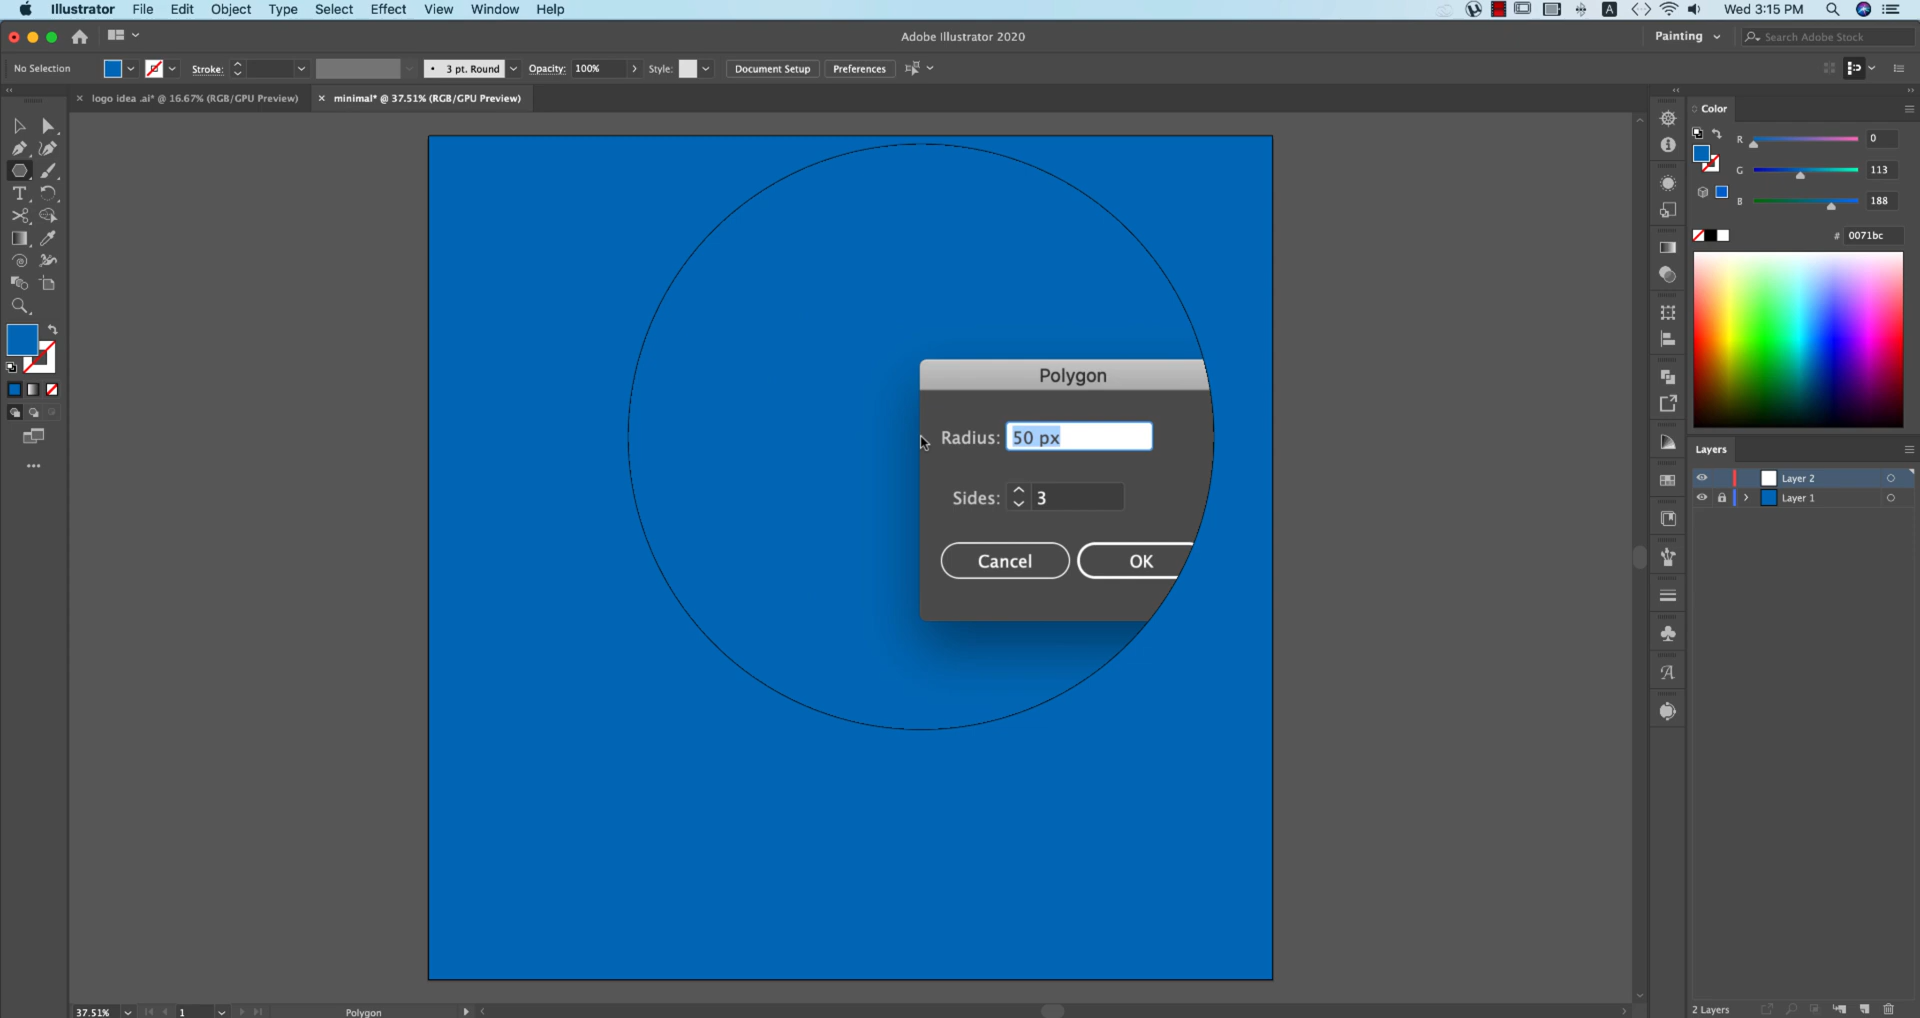 Illustrator File Edit Object Type Select Effect View Window Help
A
Wed 3:15 PM
Adobe Illustrator 2020
Painting
Search Adobe Stock
No Selection
Stroke:
3 pt. Round
Opacity: 100%
Style:
Document Setup
Preferences
× logo idea .ai* @ 16.67% (RGB/GPU Preview)
× minimal* @ 37.51% (RGB/GPU Preview)
Color
R 0
G 113
B 188
# 0071bc
Polygon
Radius: 50 px
Sides: 3
Cancel
OK
Layers
Layer 2
Layer 1
37.51%
1
Polygon
2 Layers